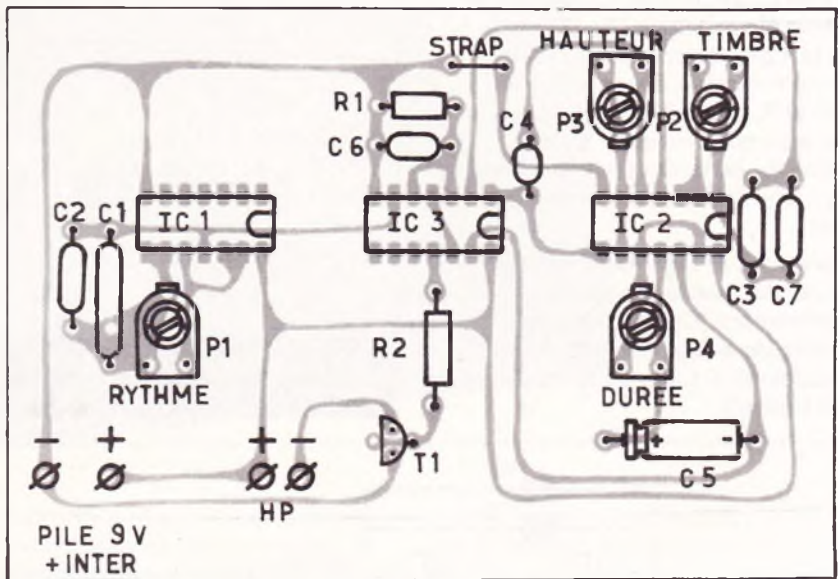 STRAP
HAUTEUR
TIMBRE
R1
C6
C4
P3
P2
C2
C1
IC 1
IC 3
IC 2
C3
C7
P1
RYTHME
R2
P4
DUREE
- + + -
T1
+ -
C5
HP
PILE 9V
+ INTER